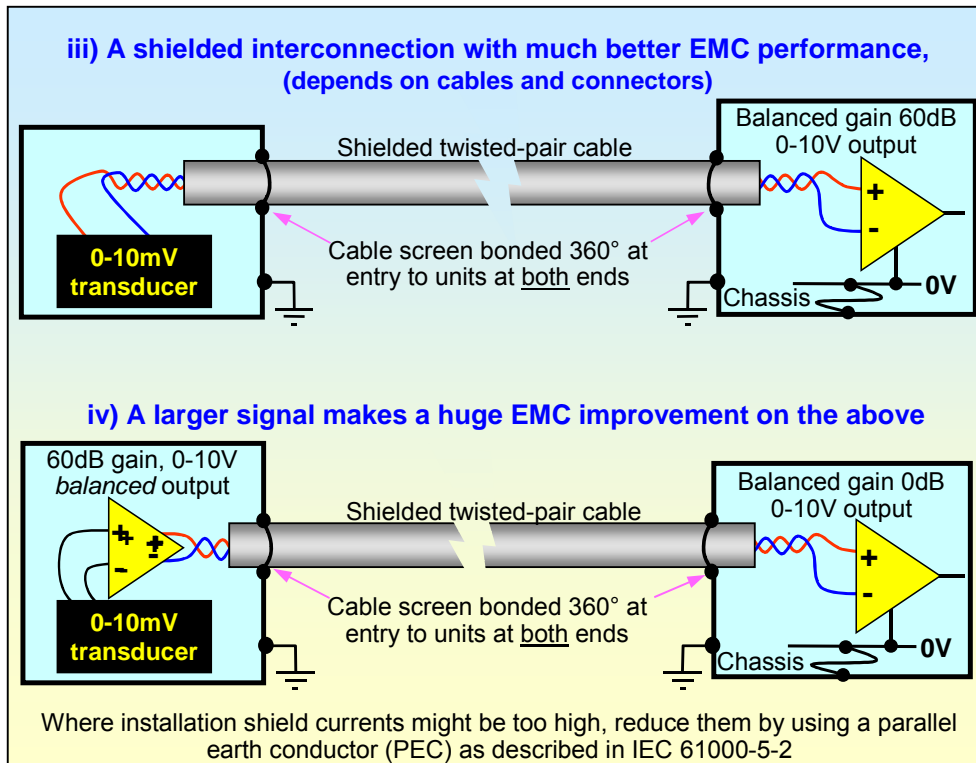 iii) A shielded interconnection with much better EMC performance,
(depends on cables and connectors)
Balanced gain 60dB
0-10V output
Shielded twisted-pair cable
+
-
0-10mV
transducer
Cable screen bonded 360° at
entry to units at both ends
0V
Chassis
iv) A larger signal makes a huge EMC improvement on the above
60dB gain, 0-10V
balanced output
Balanced gain 0dB
0-10V output
Shielded twisted-pair cable
+ +
- -
+
-
0-10mV
transducer
Cable screen bonded 360° at
entry to units at both ends
0V
Chassis
Where installation shield currents might be too high, reduce them by using a parallel
earth conductor (PEC) as described in IEC 61000-5-2